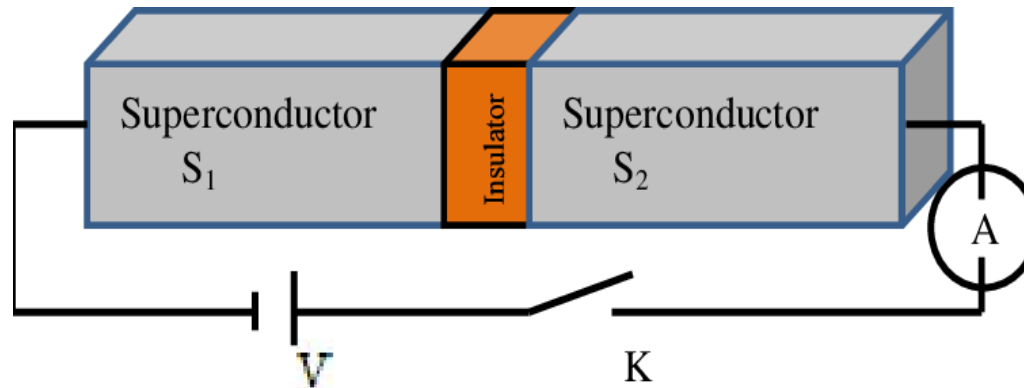 Superconductor
S₁
Insulator
Superconductor
S₂
A
V
K